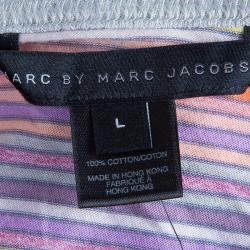 ARC BY MARC JACOBS
L
100% COTTON/COTON
MADE IN HONG KONG
FABRIQUÉ À
HONG KONG